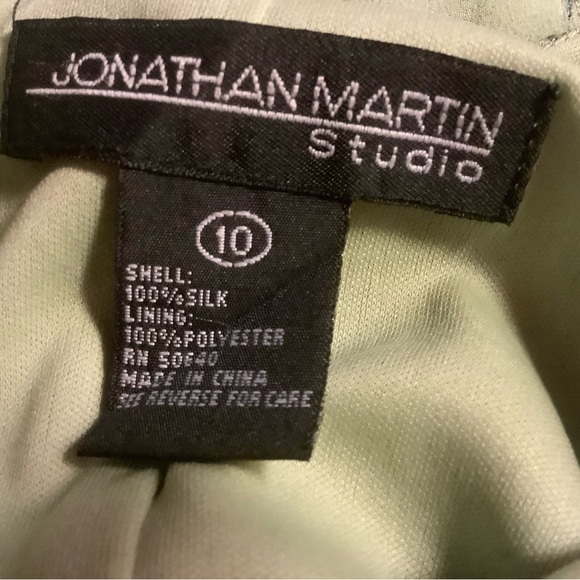 JONATHAN MARTIN
Studio
10
SHELL:
100%SILK
LINING:
100%POLYESTER
RN 50640
MADE IN CHINA
SEE REVERSE FOR CARE